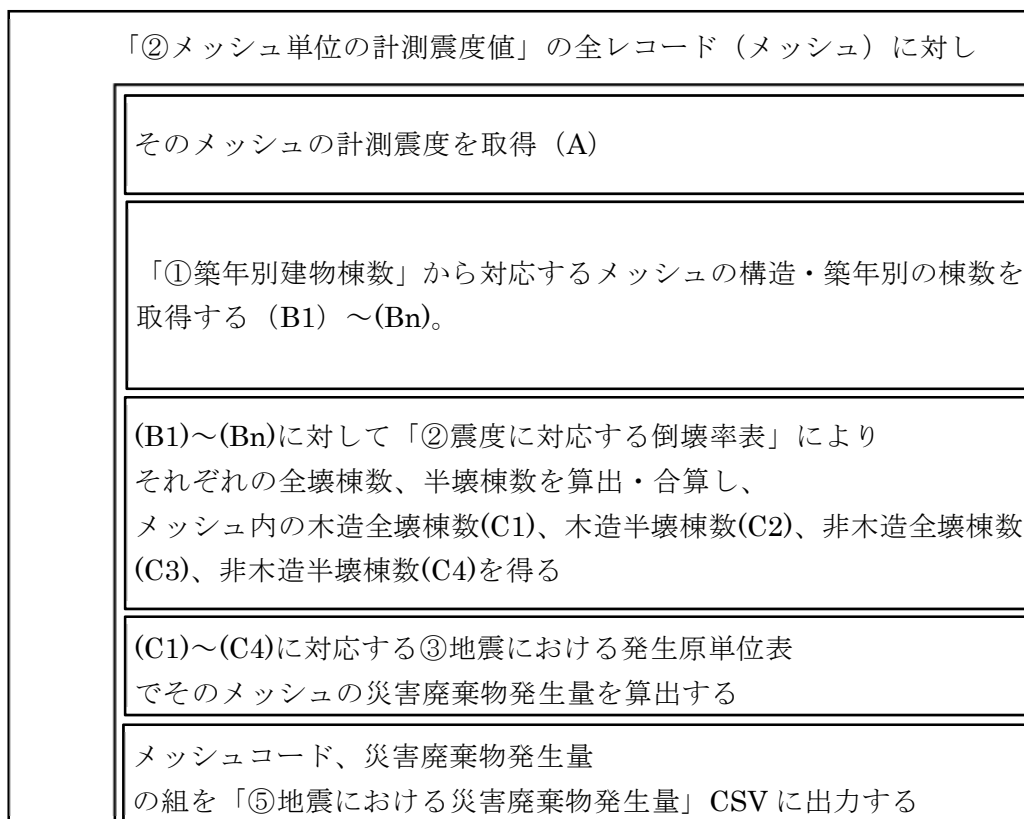 「②メッシュ単位の計測震度値」の全レコード（メッシュ）に対し
そのメッシュの計測震度を取得（A）
「①築年別建物棟数」から対応するメッシュの構造・築年別の棟数を
取得する（B1）～(Bn)。
(B1)～(Bn)に対して「②震度に対応する倒壊率表」により
それぞれの全壊棟数、半壊棟数を算出・合算し、
メッシュ内の木造全壊棟数(C1)、木造半壊棟数(C2)、非木造全壊棟数
(C3)、非木造半壊棟数(C4)を得る
(C1)～(C4)に対応する③地震における発生原単位表
でそのメッシュの災害廃棄物発生量を算出する
メッシュコード、災害廃棄物発生量
の組を「⑤地震における災害廃棄物発生量」CSV に出力する